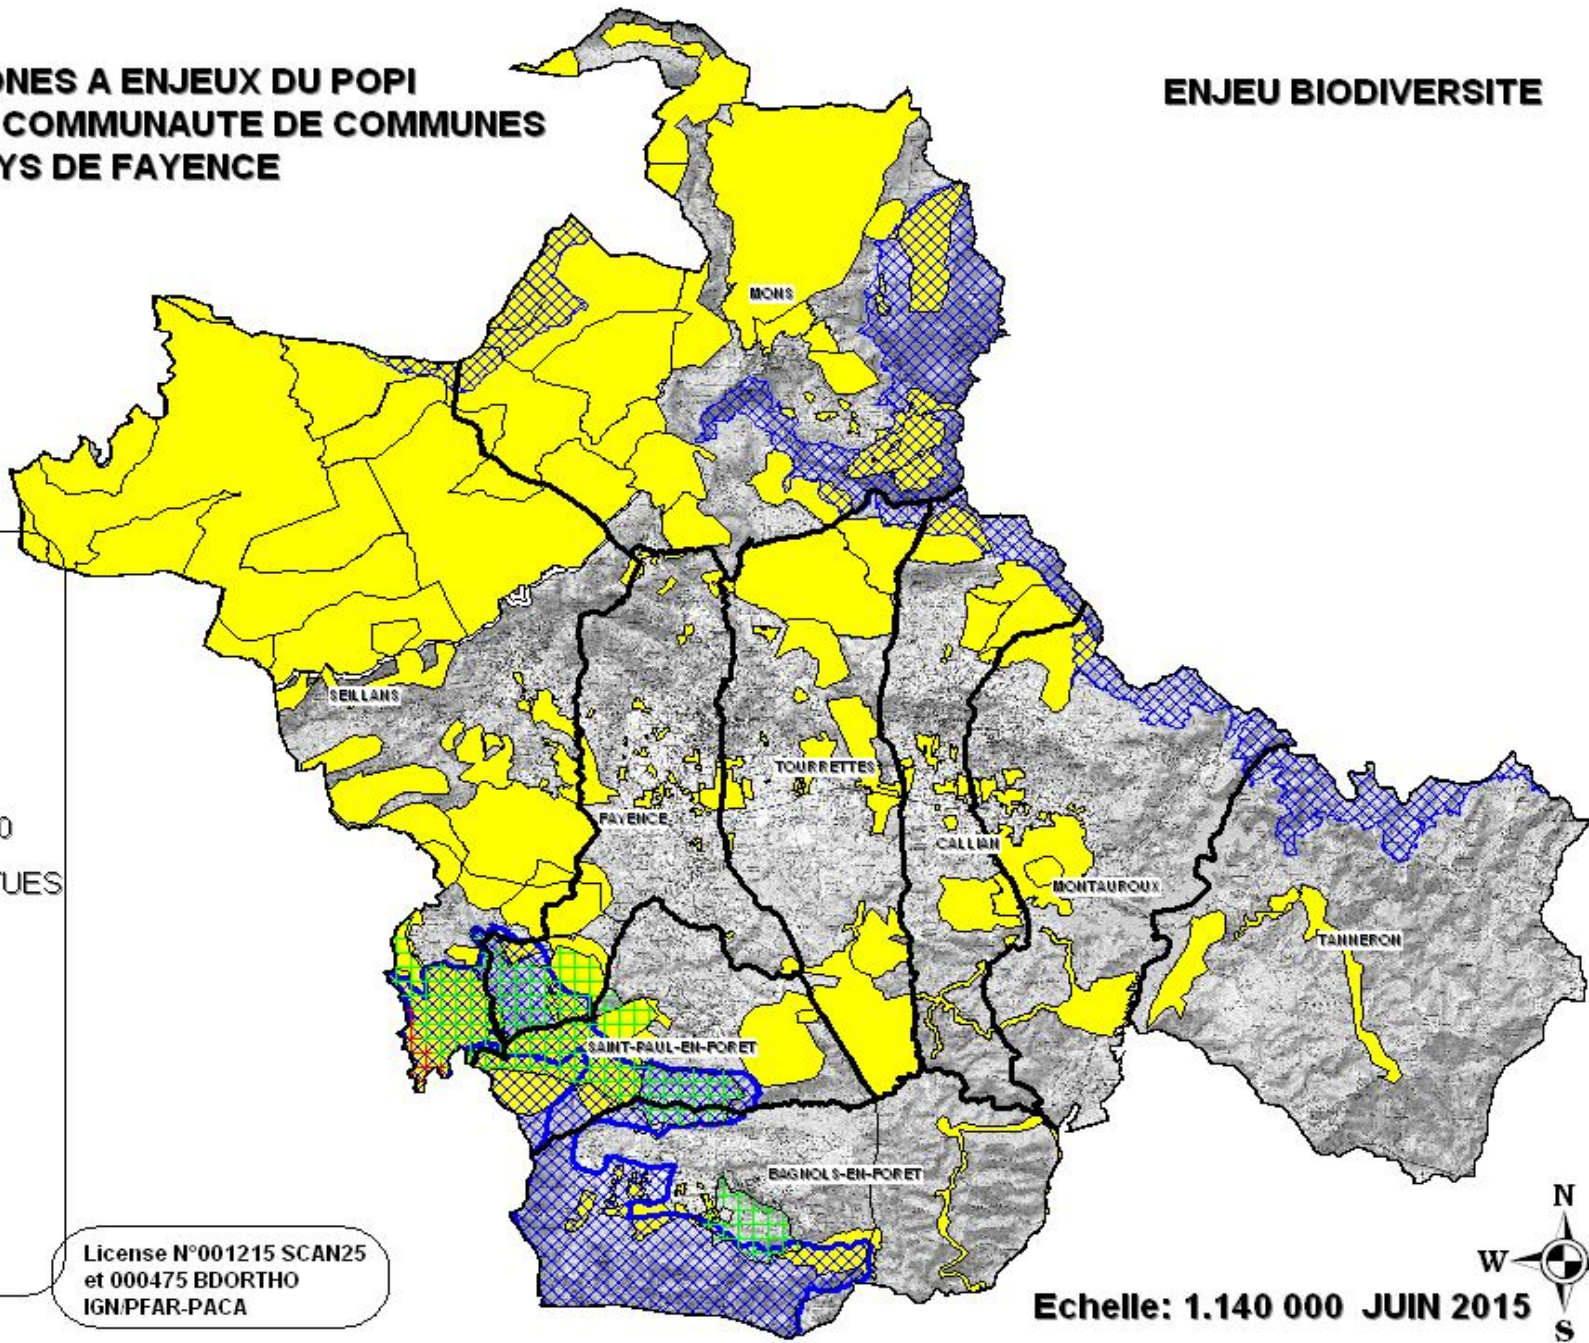 ONES A ENJEUX DU POPI
COMMUNAUTE DE COMMUNES
YS DE FAYENCE
ENJEU BIODIVERSITE
MONS
SEILLANS
TOURRETTES
FAYENCE
CALLIAN
MONTAUROUX
TANNERON
SAINT-PAUL-EN-FORET
BAGNOLS-EN-FORET
0
UES
License N°001215 SCAN25
et 000475 BDORTHO
IGN/PFAR-PACA
Echelle: 1.140 000 JUIN 2015
N
W
S